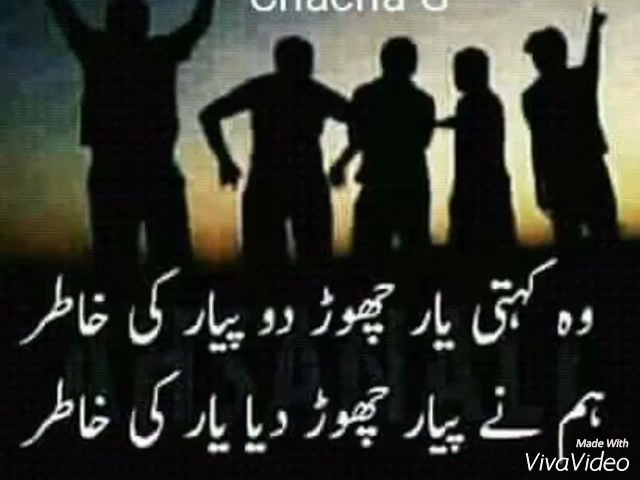 Chacha G
وہ کہتی یار چھوڑ دو پیار کی خاطر
ہم نے پیار چھوڑ دیا یار کی خاطر
Made With
VivaVideo